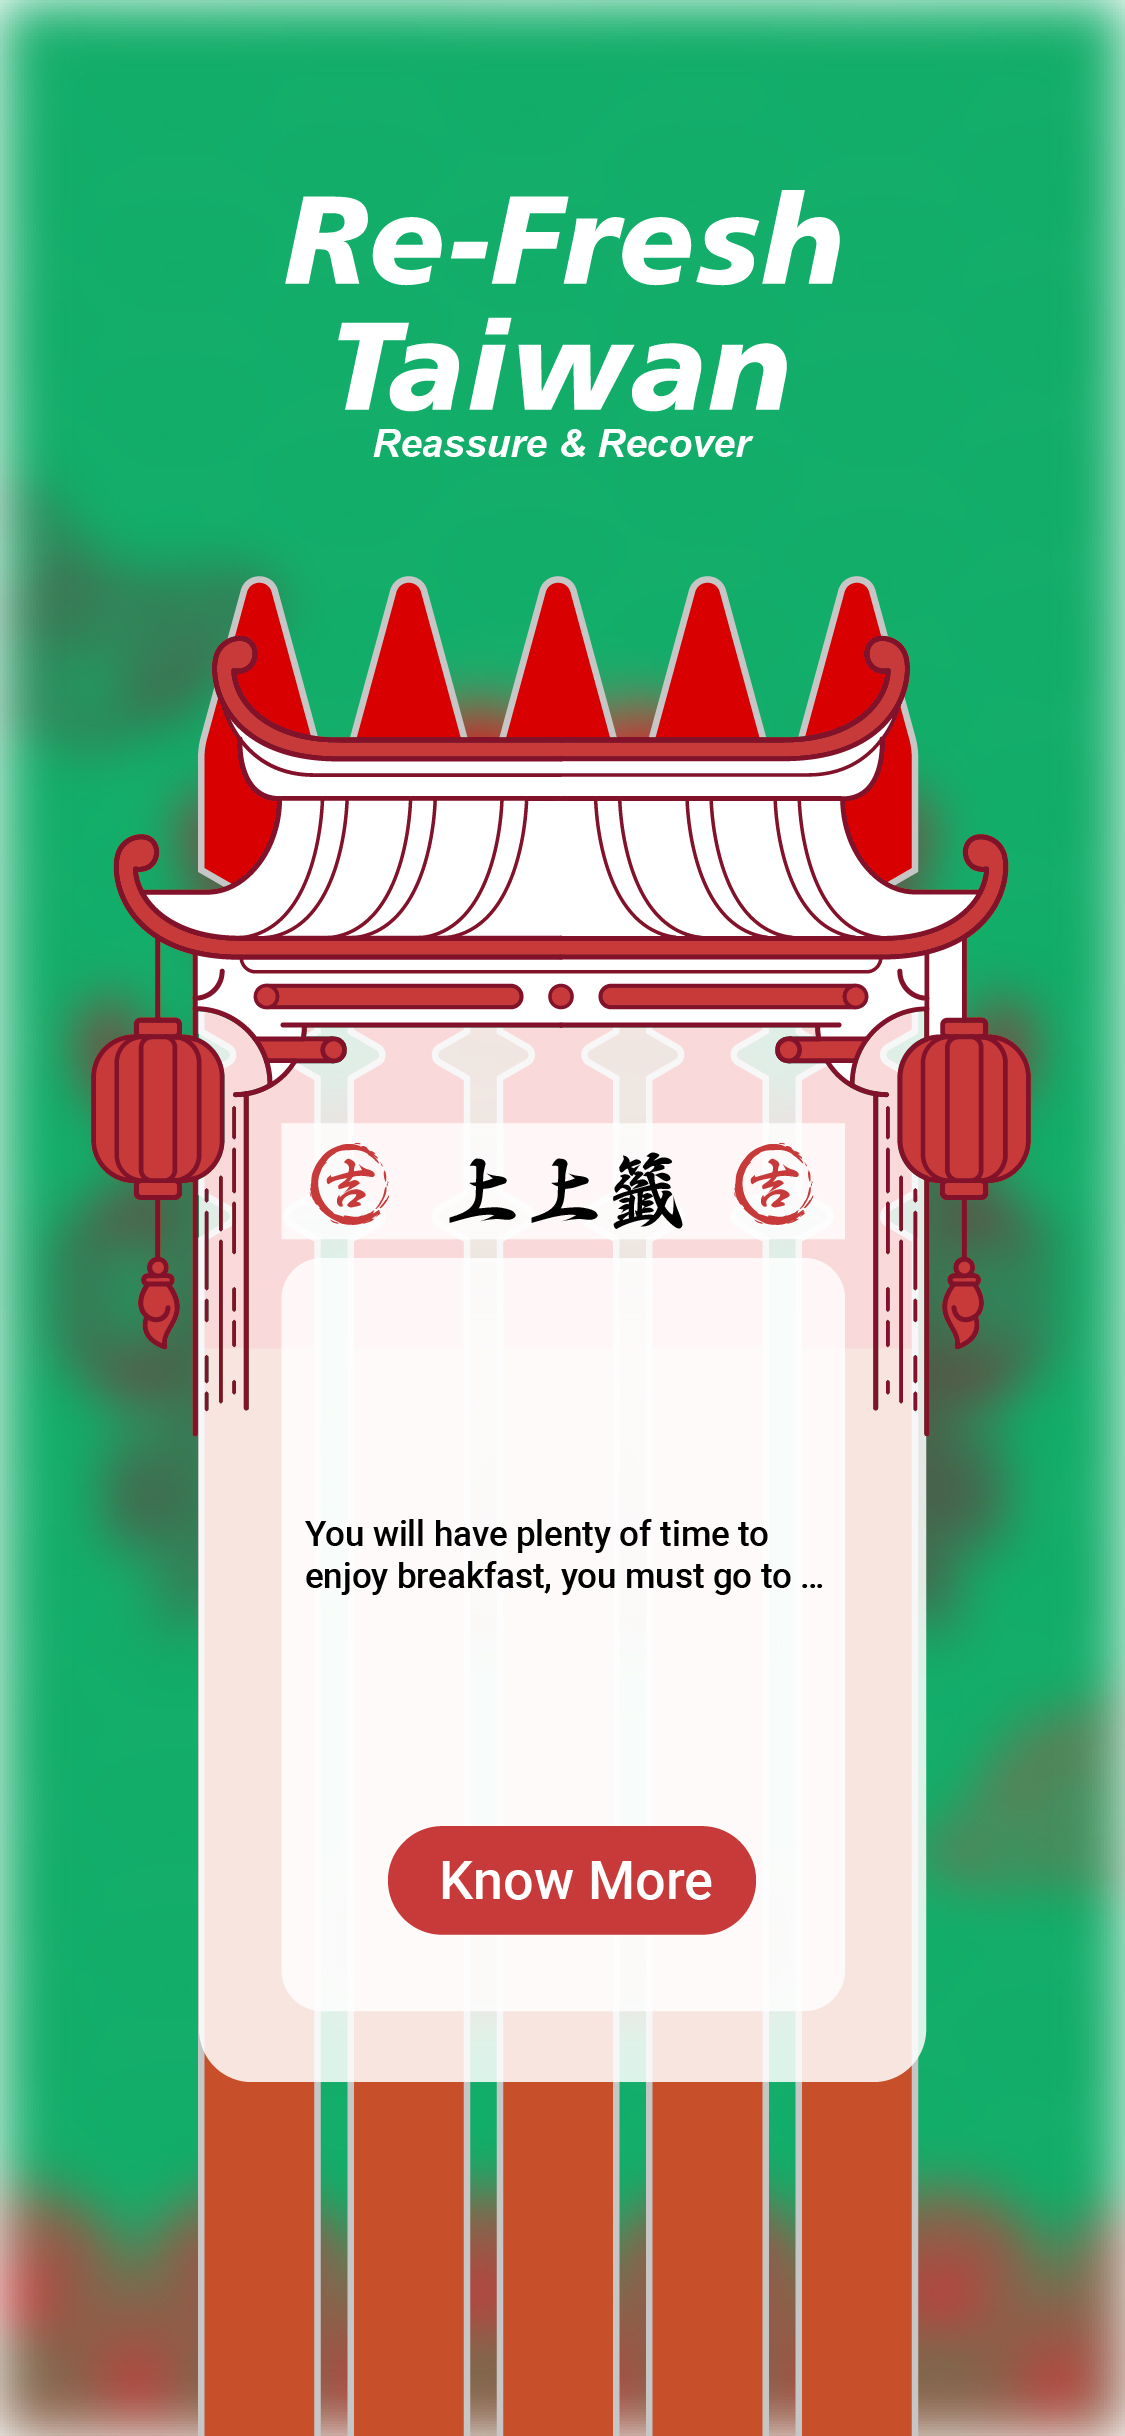 Re-Fresh
Taiwan
Reassure & Recover
吉 上上籤 吉
You will have plenty of time to
enjoy breakfast, you must go to ...
Know More